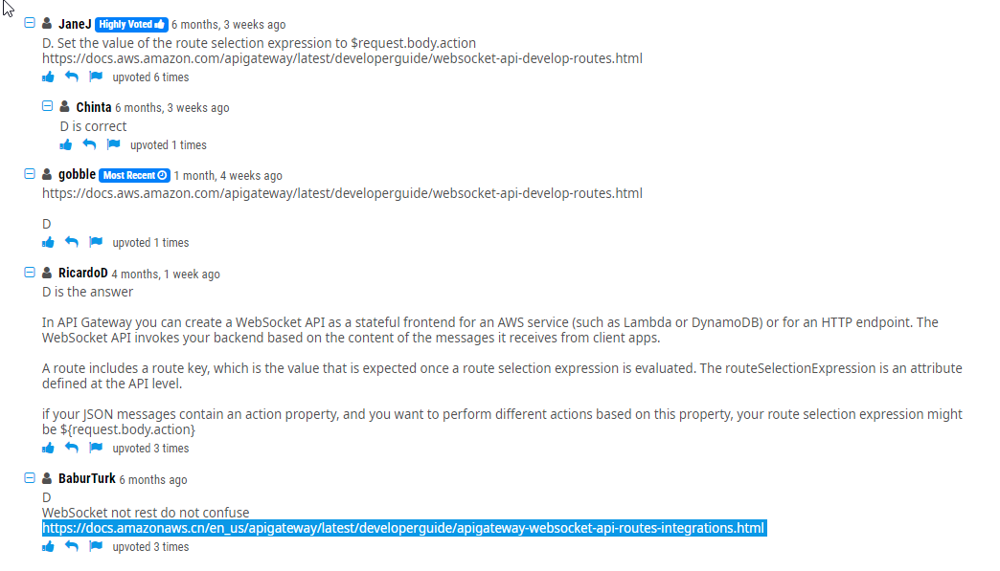 JaneJ Highly Voted 6 months, 3 weeks ago
D. Set the value of the route selection expression to $request.body.action
https://docs.aws.amazon.com/apigateway/latest/developerguide/websocket-api-develop-routes.html
upvoted 6 times
Chinta 6 months, 3 weeks ago
D is correct
upvoted 1 times
gobble Most Recent 1 month, 4 weeks ago
https://docs.aws.amazon.com/apigateway/latest/developerguide/websocket-api-develop-routes.html
D
upvoted 1 times
RicardoD 4 months, 1 week ago
D is the answer
In API Gateway you can create a WebSocket API as a stateful frontend for an AWS service (such as Lambda or DynamoDB) or for an HTTP endpoint. The
WebSocket API invokes your backend based on the content of the messages it receives from client apps.
A route includes a route key, which is the value that is expected once a route selection expression is evaluated. The routeSelectionExpression is an attribute
defined at the API level.
if your JSON messages contain an action property, and you want to perform different actions based on this property, your route selection expression might
be ${request.body.action}
upvoted 3 times
BaburTurk 6 months ago
D
WebSocket not rest do not confuse
https://docs.amazonaws.cn/en_us/apigateway/latest/developerguide/apigateway-websocket-api-routes-integrations.html
upvoted 3 times